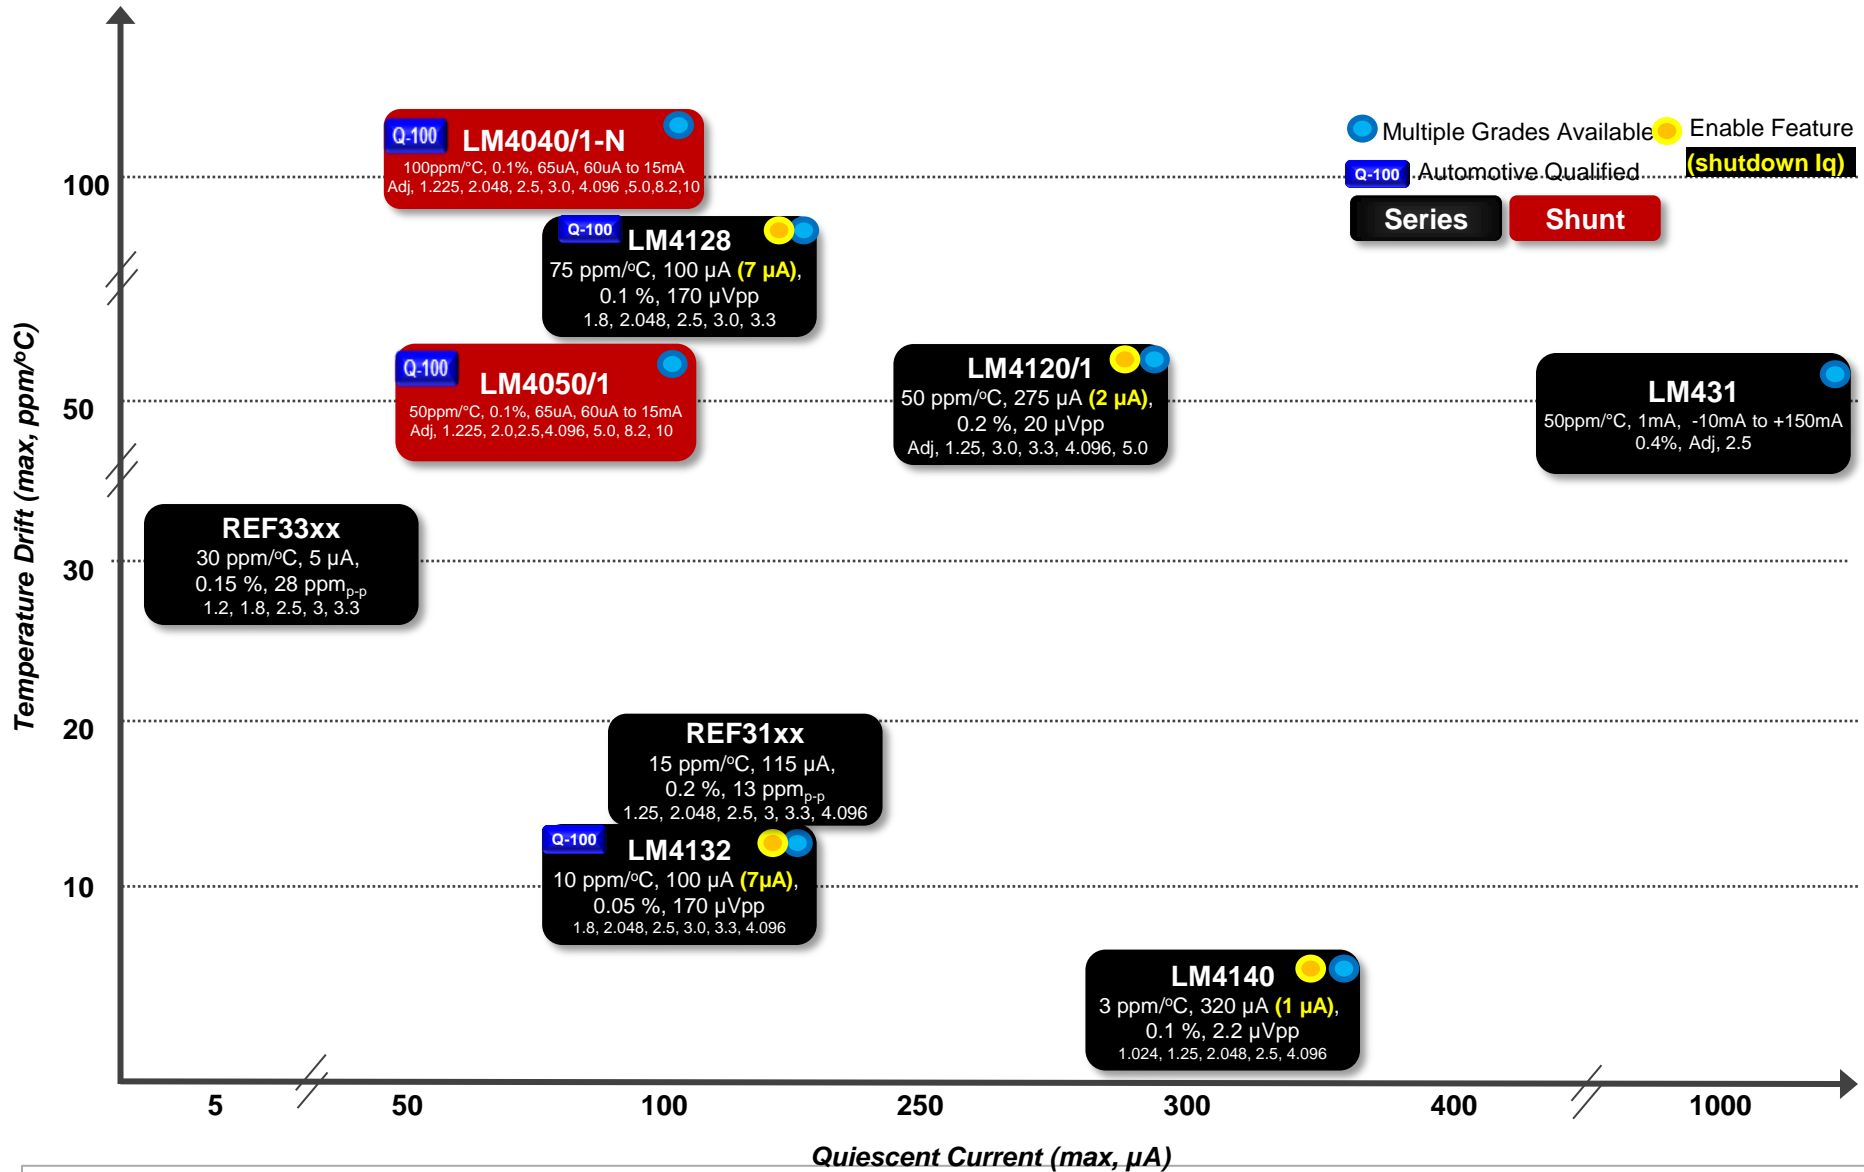 Multiple Grades Available
Enable Feature
(shutdown Iq)
Q-100 Automotive Qualified
Series
Shunt
Q-100 LM4040/1-N
100ppm/°C, 0.1%, 65uA, 60uA to 15mA
Adj, 1.225, 2.048, 2.5, 3.0, 4.096 ,5.0,8.2,10
Q-100 LM4128
75 ppm/ºC, 100 µA (7 µA),
0.1 %, 170 µVpp
1.8, 2.048, 2.5, 3.0, 3.3
Q-100 LM4050/1
50ppm/°C, 0.1%, 65uA, 60uA to 15mA
Adj, 1.225, 2.0,2.5,4.096, 5.0, 8.2, 10
LM4120/1
50 ppm/ºC, 275 µA (2 µA),
0.2 %, 20 µVpp
Adj, 1.25, 3.0, 3.3, 4.096, 5.0
LM431
50ppm/°C, 1mA, -10mA to +150mA
0.4%, Adj, 2.5
REF33xx
30 ppm/ºC, 5 µA,
0.15 %, 28 ppmp-p
1.2, 1.8, 2.5, 3, 3.3
REF31xx
15 ppm/ºC, 115 µA,
0.2 %, 13 ppmp-p
1.25, 2.048, 2.5, 3, 3.3, 4.096
Q-100 LM4132
10 ppm/ºC, 100 µA (7µA),
0.05 %, 170 µVpp
1.8, 2.048, 2.5, 3.0, 3.3, 4.096
LM4140
3 ppm/ºC, 320 µA (1 µA),
0.1 %, 2.2 µVpp
1.024, 1.25, 2.048, 2.5, 4.096
Temperature Drift (max, ppm/ºC)
100
50
30
20
10
5 50 100 250 300 400 1000
Quiescent Current (max, µA)